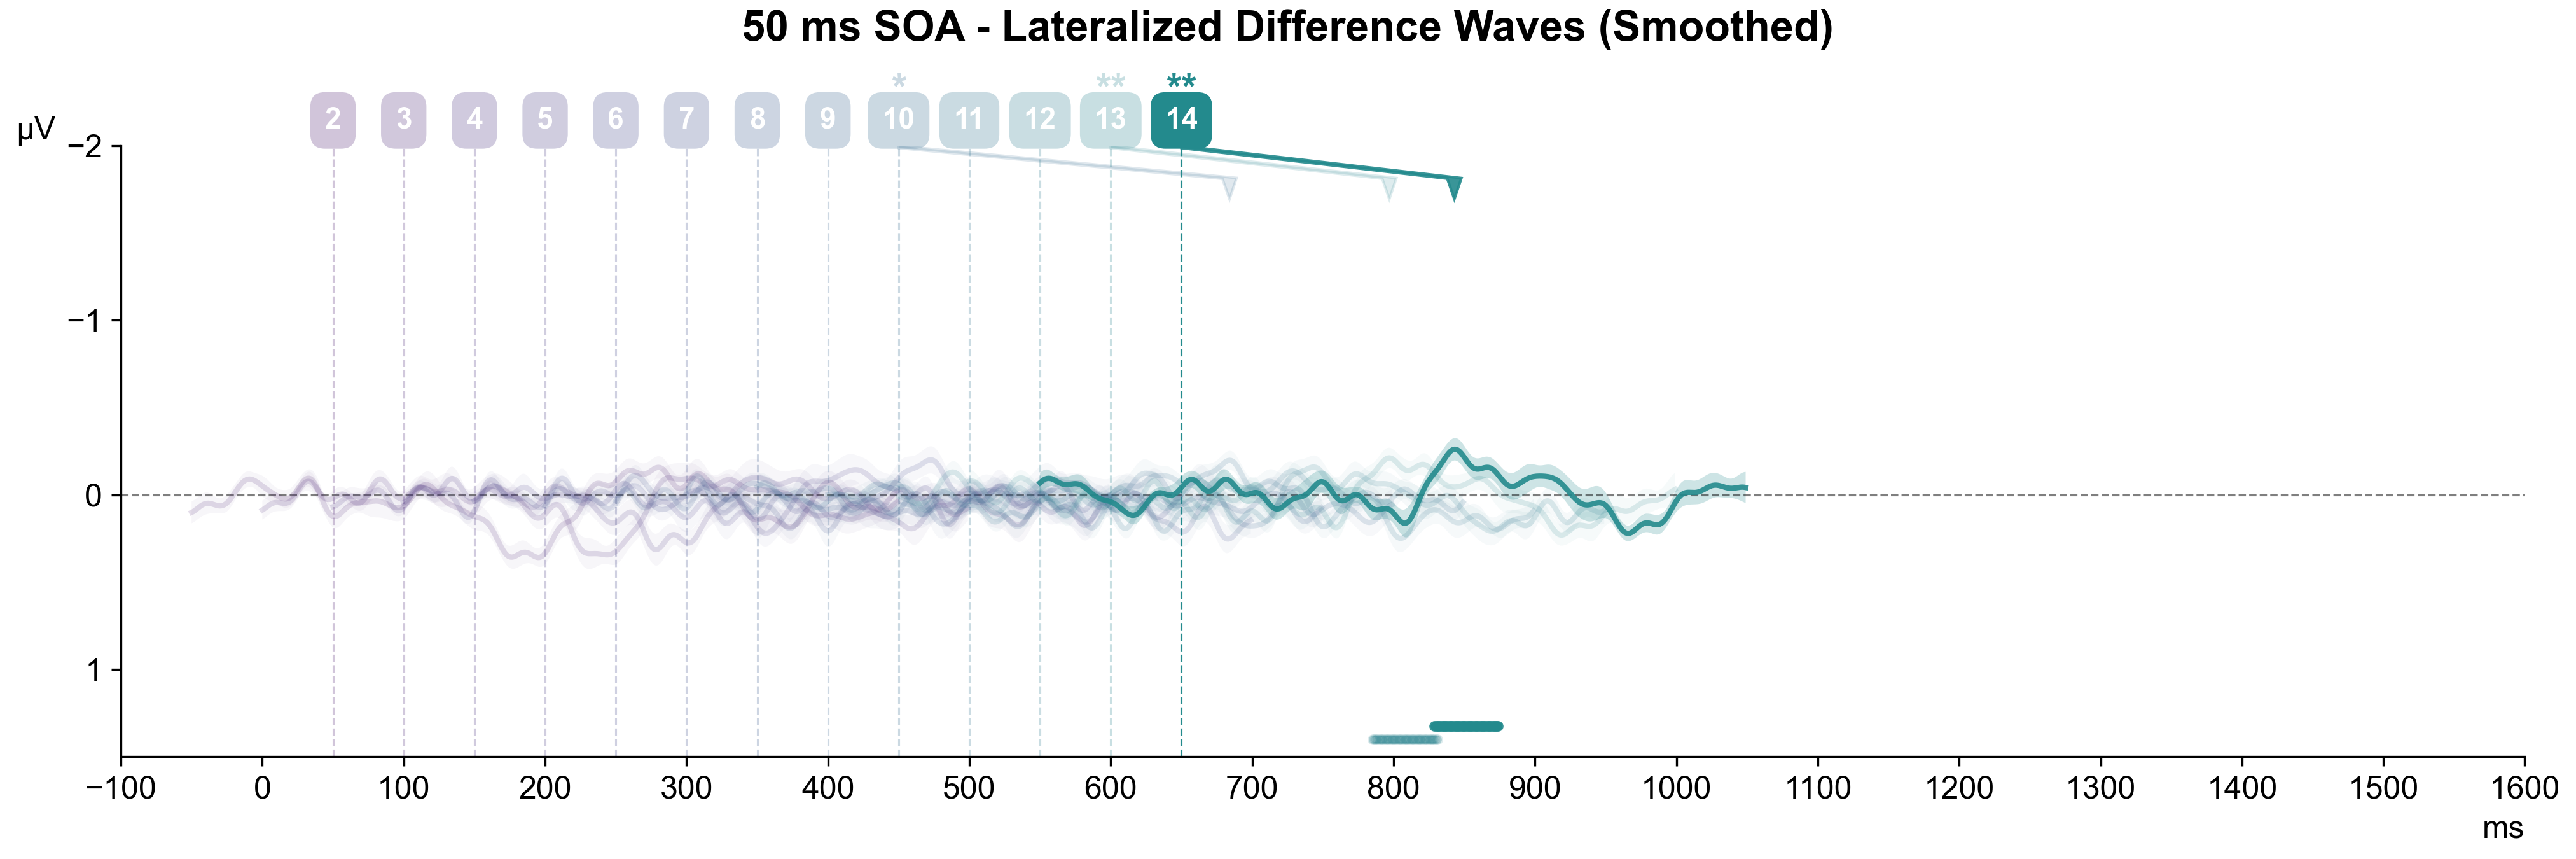 50 ms SOA - Lateralized Difference Waves (Smoothed)
* ** **
2 3 4 5 6 7 8 9 10 11 12 13 14
µV
−2
−1
0
1
−100 0 100 200 300 400 500 600 700 800 900 1000 1100 1200 1300 1400 1500 1600
ms